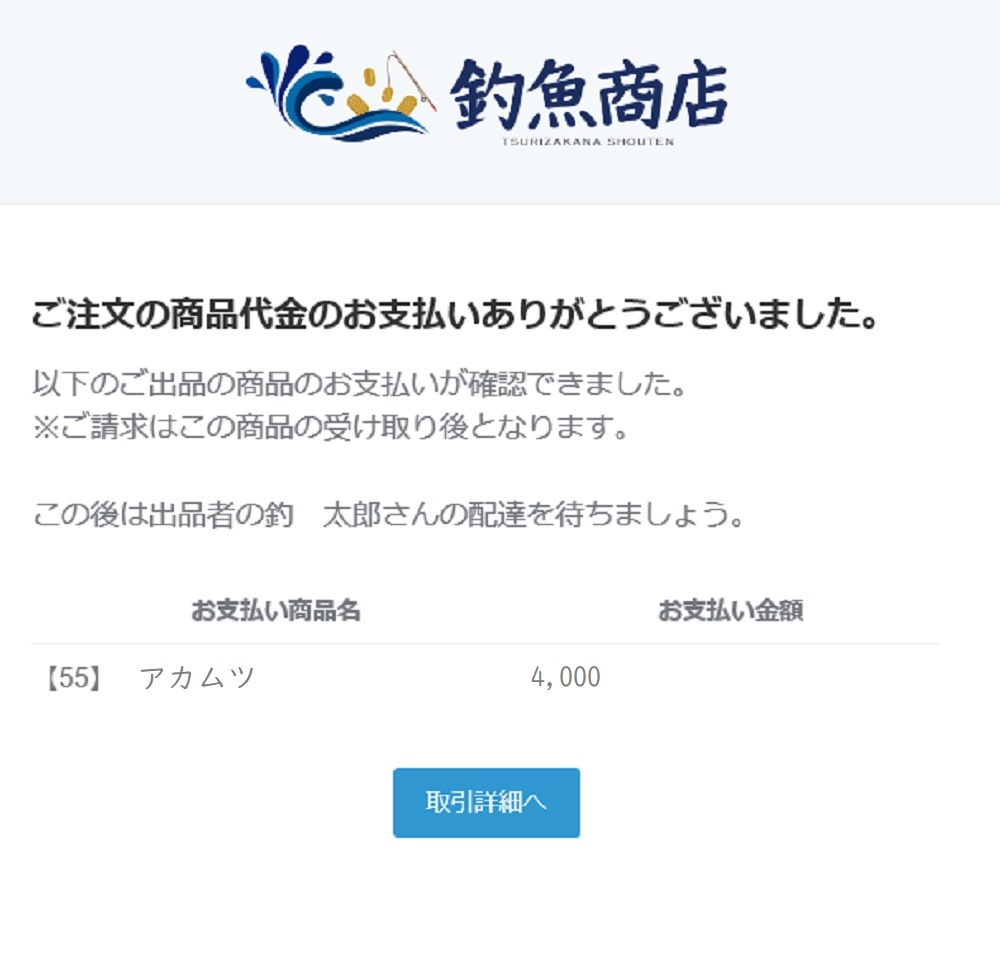 釣魚商店
TSURIZAKANA SHOUTEN
ご注文の商品代金のお支払いありがとうございました。
以下のご出品の商品のお支払いが確認できました。
※ご請求はこの商品の受け取り後となります。
この後は出品者の釣　太郎さんの配達を待ちましょう。
お支払い商品名　お支払い金額
【55】　アカムツ　4,000
取引詳細へ